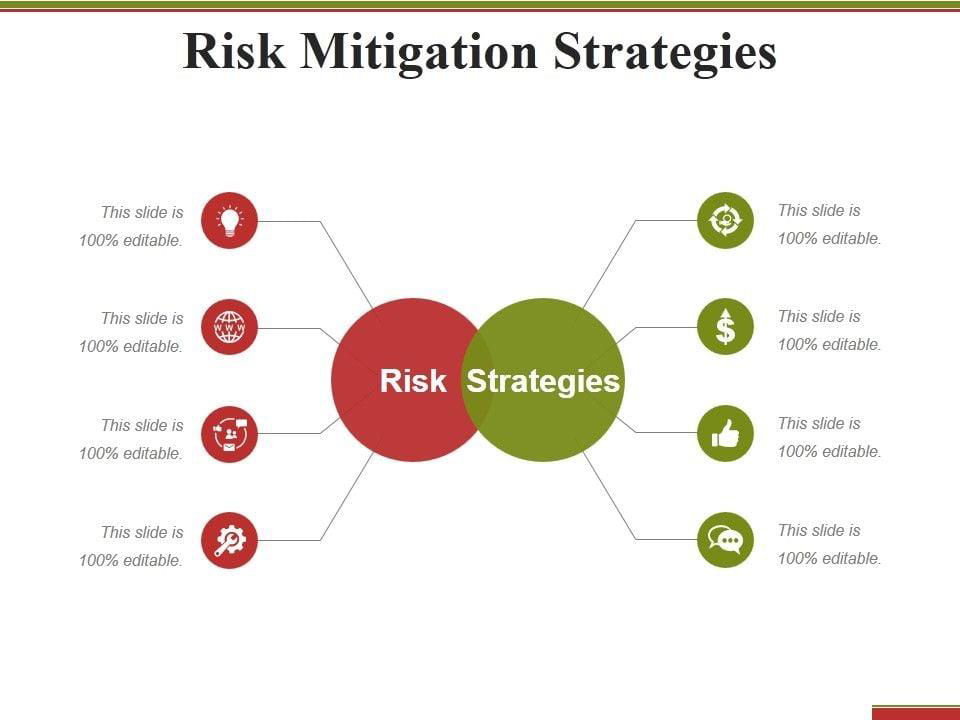 Risk Mitigation Strategies
This slide is
100% editable.
This slide is
100% editable.
This slide is
100% editable.
This slide is
100% editable.
WWW
Risk
Strategies
This slide is
100% editable.
$
This slide is
100% editable.
This slide is
100% editable.
This slide is
100% editable.